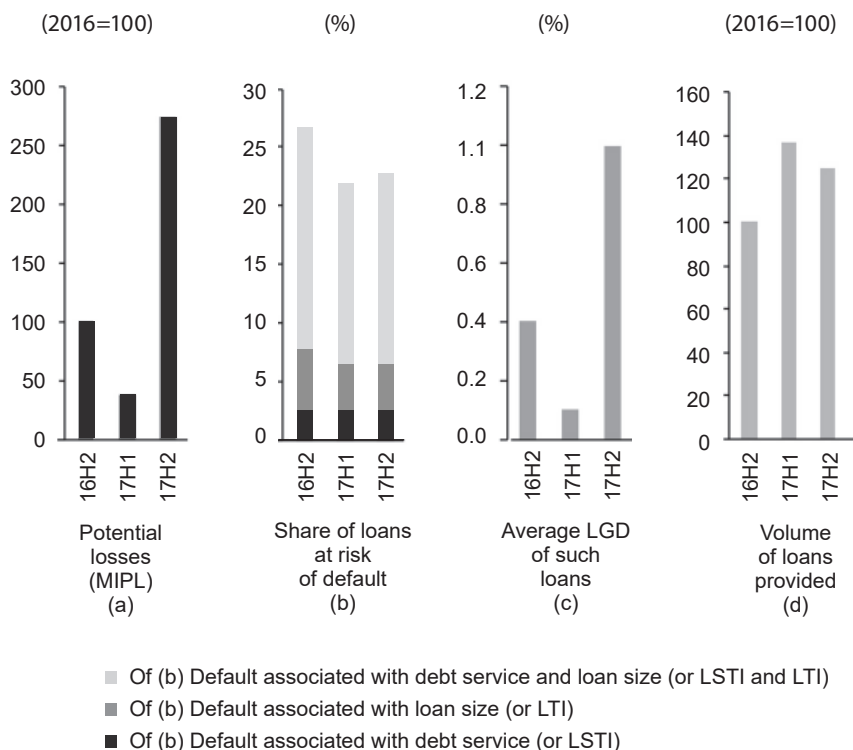 (2016=100) (%) (%) (2016=100)
300
250
200
150
100
50
0
16H2
17H1
17H2
Potential
losses
(MIPL)
(a)
30
25
20
15
10
5
0
16H2
17H1
17H2
Share of loans
at risk
of default
(b)
1.2
1.1
0.8
0.4
0.2
0.0
16H2
17H1
17H2
Average LGD
of such
loans
(c)
160
140
120
100
80
60
40
20
0
16H2
17H1
17H2
Volume
of loans
provided
(d)
Of (b) Default associated with debt service and loan size (or LSTI and LTI)
Of (b) Default associated with loan size (or LTI)
Of (b) Default associated with debt service (or LSTI)